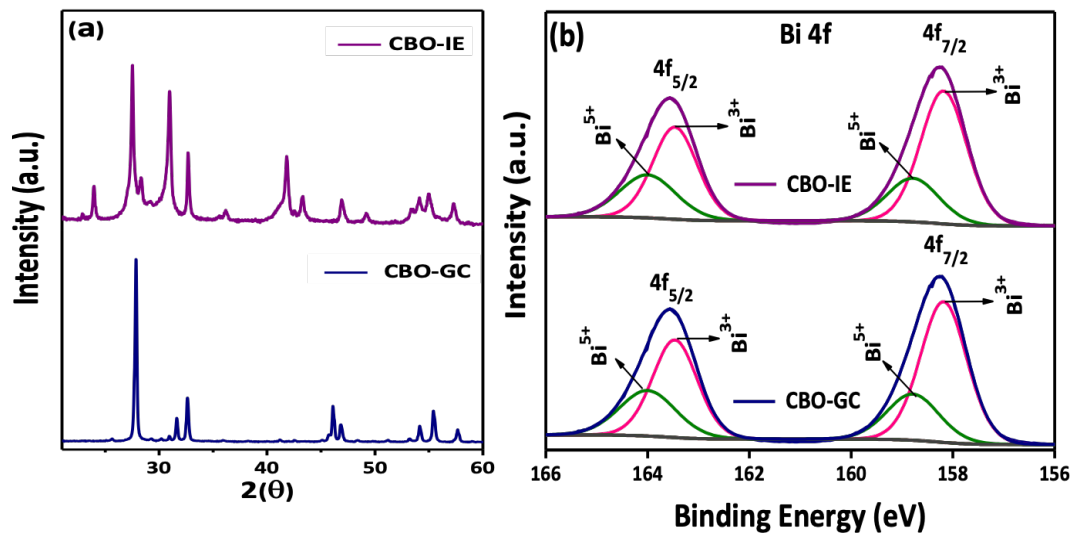 (a)
CBO-IE
CBO-GC
Intensity (a.u.)
30 40 50 60
2(Θ)
(b)
Bi 4f
4f7/2
4f5/2
Bi5+
Bi3+
Bi5+
Bi3+
CBO-IE
4f7/2
4f5/2
Bi5+
Bi3+
Bi5+
Bi3+
CBO-GC
Intensity (a.u.)
166 164 162 160 158 156
Binding Energy (eV)